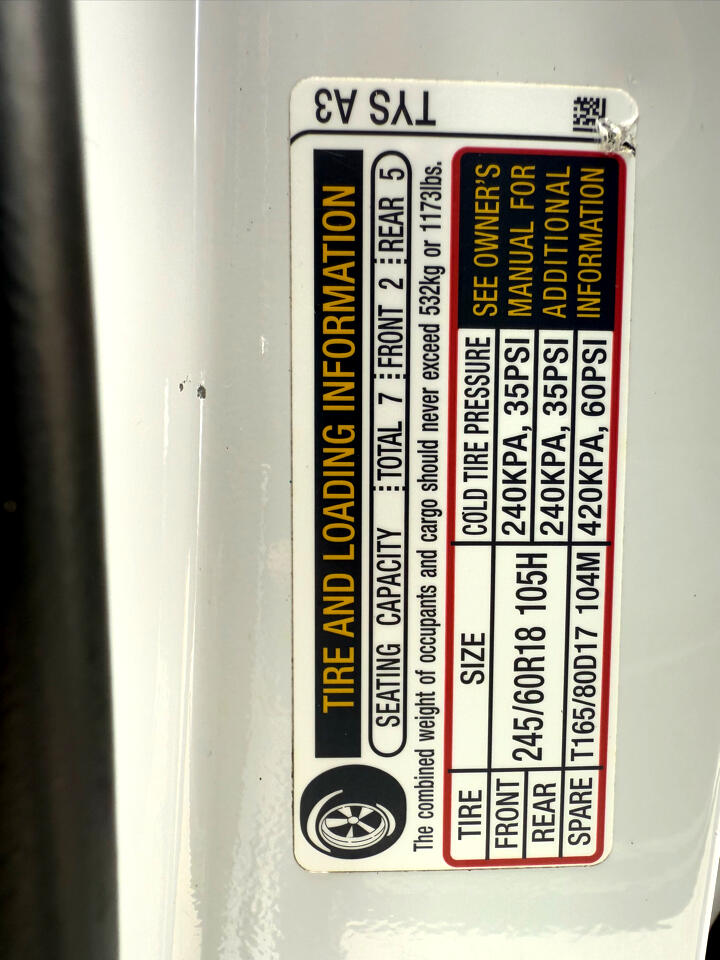 TYS A3
TIRE AND LOADING INFORMATION
SEATING CAPACITY TOTAL 7 FRONT 2 REAR 5
The combined weight of occupants and cargo should never exceed 532kg or 1173lbs.
TIRE SIZE COLD TIRE PRESSURE
FRONT 245/60R18 105H 240KPA, 35PSI
REAR 240KPA, 35PSI
SPARE T165/80D17 104M 420KPA, 60PSI
SEE OWNER'S
MANUAL FOR
ADDITIONAL
INFORMATION